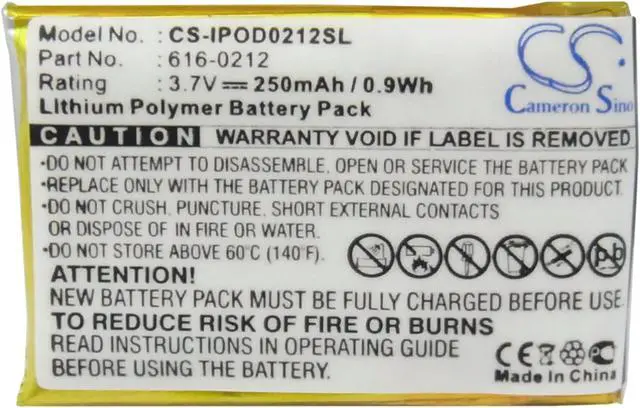 Model No. : CS-IPOD0212SL
Part No. : 616-0212
Rating : 3.7V 250mAh / 0.9Wh
Lithium Polymer Battery Pack
CS
Cameron Sino
CAUTION WARRANTY VOID IF LABEL IS REMOVED
•DO NOT ATTEMPT TO DISASSEMBLE, OPEN OR SERVICE THE BATTERY PACK
•REPLACE ONLY WITH THE BATTERY PACK DESIGNATED FOR THIS PRODUCT
•DO NOT CRUSH, PUNCTURE, SHORT EXTERNAL CONTACTS
OR DISPOSE OF IN FIRE OR WATER
•DO NOT STORE ABOVE 60°C (140°F).
ATTENTION!
NEW BATTERY PACK MUST BE FULLY CHARGED BEFORE USE.
TO REDUCE RISK OF FIRE OR BURNS
READ INSTRUCTIONS IN OPERATING GUIDE
BEFORE USING BATTERY PACK.
CE
Made In China